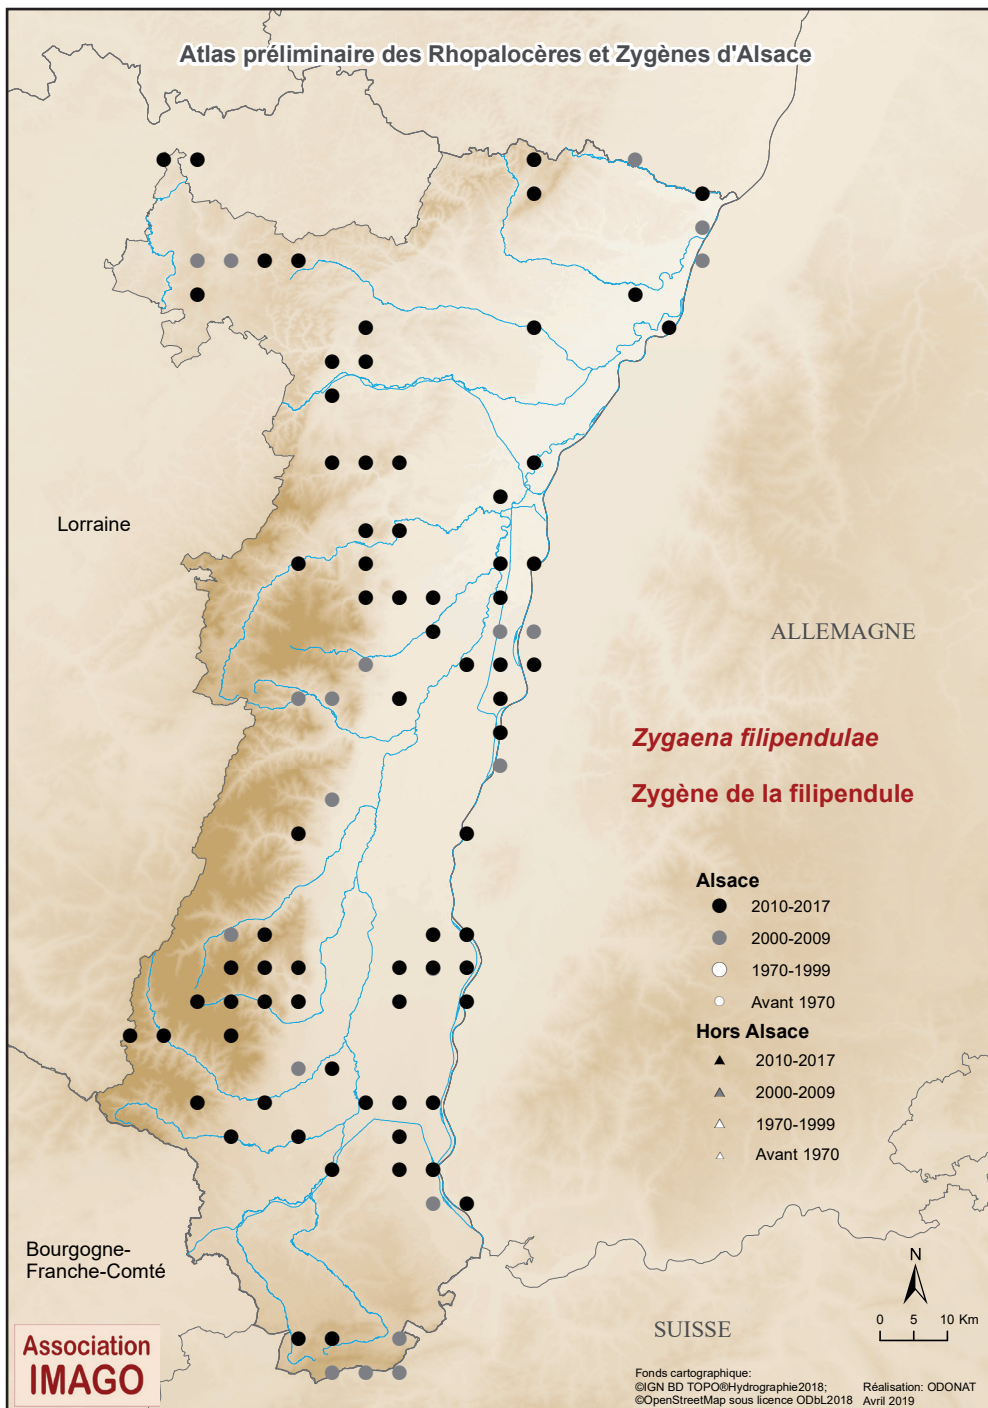 Atlas préliminaire des Rhopalocères et Zygènes d'Alsace
Lorraine
ALLEMAGNE
Zygaena filipendulae
Zygène de la filipendule
Alsace
2010-2017
2000-2009
1970-1999
Avant 1970
Hors Alsace
2010-2017
2000-2009
1970-1999
Avant 1970
Bourgogne-
Franche-Comté
N
0 5 10 Km
SUISSE
Association
IMAGO
Fonds cartographique:
©IGN BD TOPO®Hydrographie2018;
©OpenStreetMap sous licence ODbL2018
Réalisation: ODONAT
Avril 2019